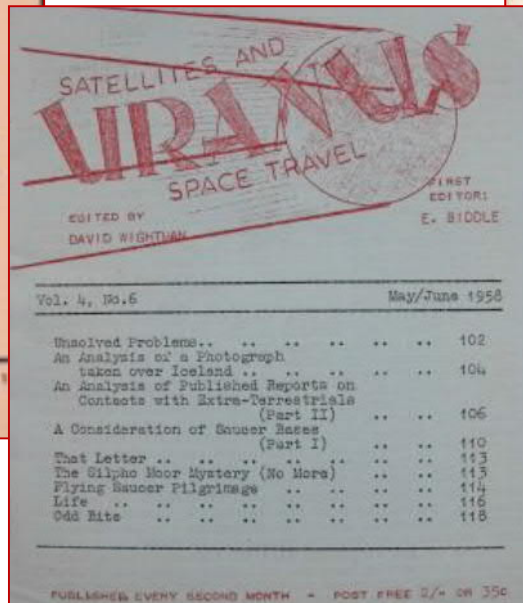 SATELLITES AND
URANUS
SPACE TRAVEL
EDITED BY
DAVID WIGHTMAN
FIRST
EDITOR:
E. BIDDLE
Vol. 4, No.6 May/June 1958
Unsolved Problems.. .. .. .. .. .. 102
An Analysis of a Photograph
taken over Iceland .. .. .. .. .. 104
An Analysis of Published Reports on
Contacts with Extra-Terrestrials
(Part II) .. .. 106
A Consideration of Saucer Bases
(Part I) .. .. 110
That Letter .. .. .. .. .. .. .. 113
The Silpho Moor Mystery (No More) .. .. 113
Flying Saucer Pilgrimage .. .. .. .. 114
Life .. .. .. .. .. .. .. .. 116
Odd Bits .. .. .. .. .. .. .. 118
PUBLISHED EVERY SECOND MONTH - POST FREE 2/- OR 35c